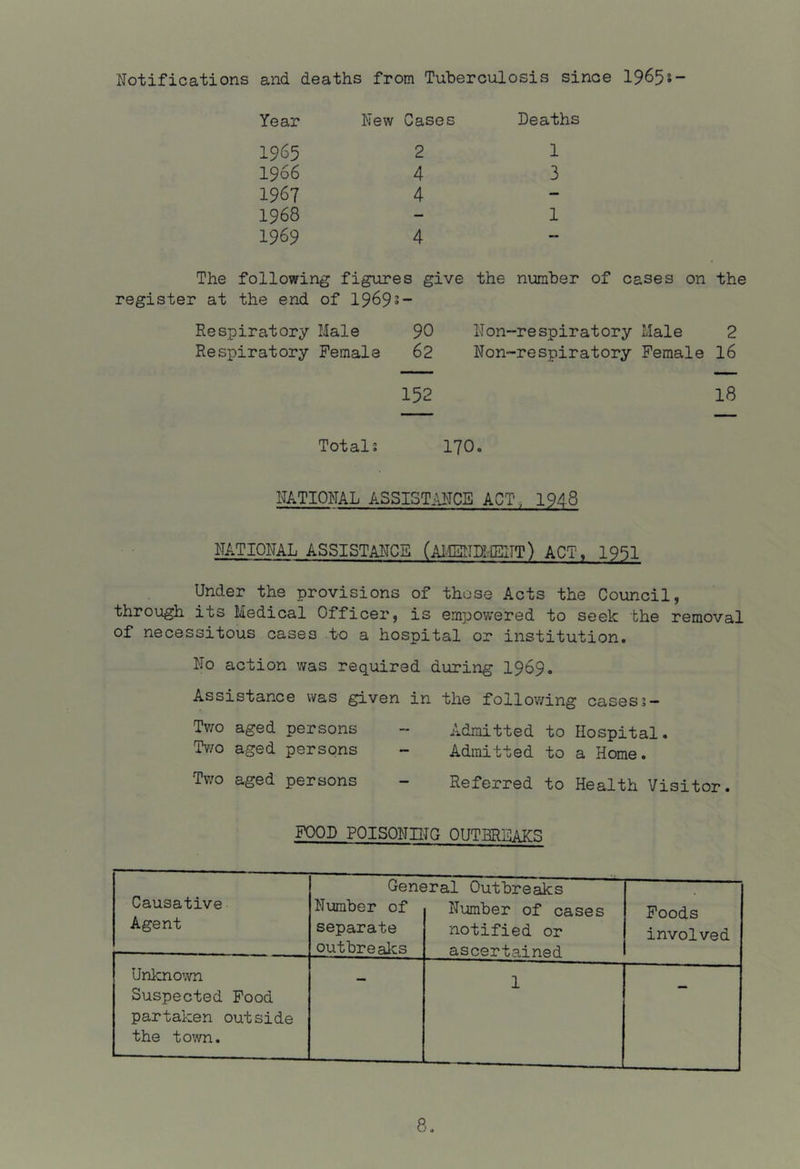 Notifications and deaths from Tuberculosis since 1965:-
Year New Cases Deaths
1965 2 1
1966 4 3
1967 4 -
1968 - 1
1969 4 -
The following figures give the number of cases on the
register at the end of 1969:-
Respiratory Male 90 Non-respiratory Male 2
Respiratory Female 62 Non-respiratory Female 16
152 18
Total: 170.
NATIONAL ASSISTANCE ACT, 1948
NATIONAL ASSISTANCE (AMENDMENT) ACT, 1951
Under the provisions of these Acts the Council,
through its Medical Officer, is empowered to seek the removal
of necessitous cases to a hospital or institution.
No action was required during 1969.
Assistance was given in the following cases:-
Two aged persons - Admitted to Hospital.
Two aged persons - Admitted to a Home.
Two aged persons - Referred to Health Visitor.
FOOD POISONING OUTBREAKS
General Outbreaks
Causative Agent
Number of separate outbreaks
Number of cases notified or ascertained
Foods involved
Unknown - 1 -
Suspected Food
partaken outside
the town.
8.